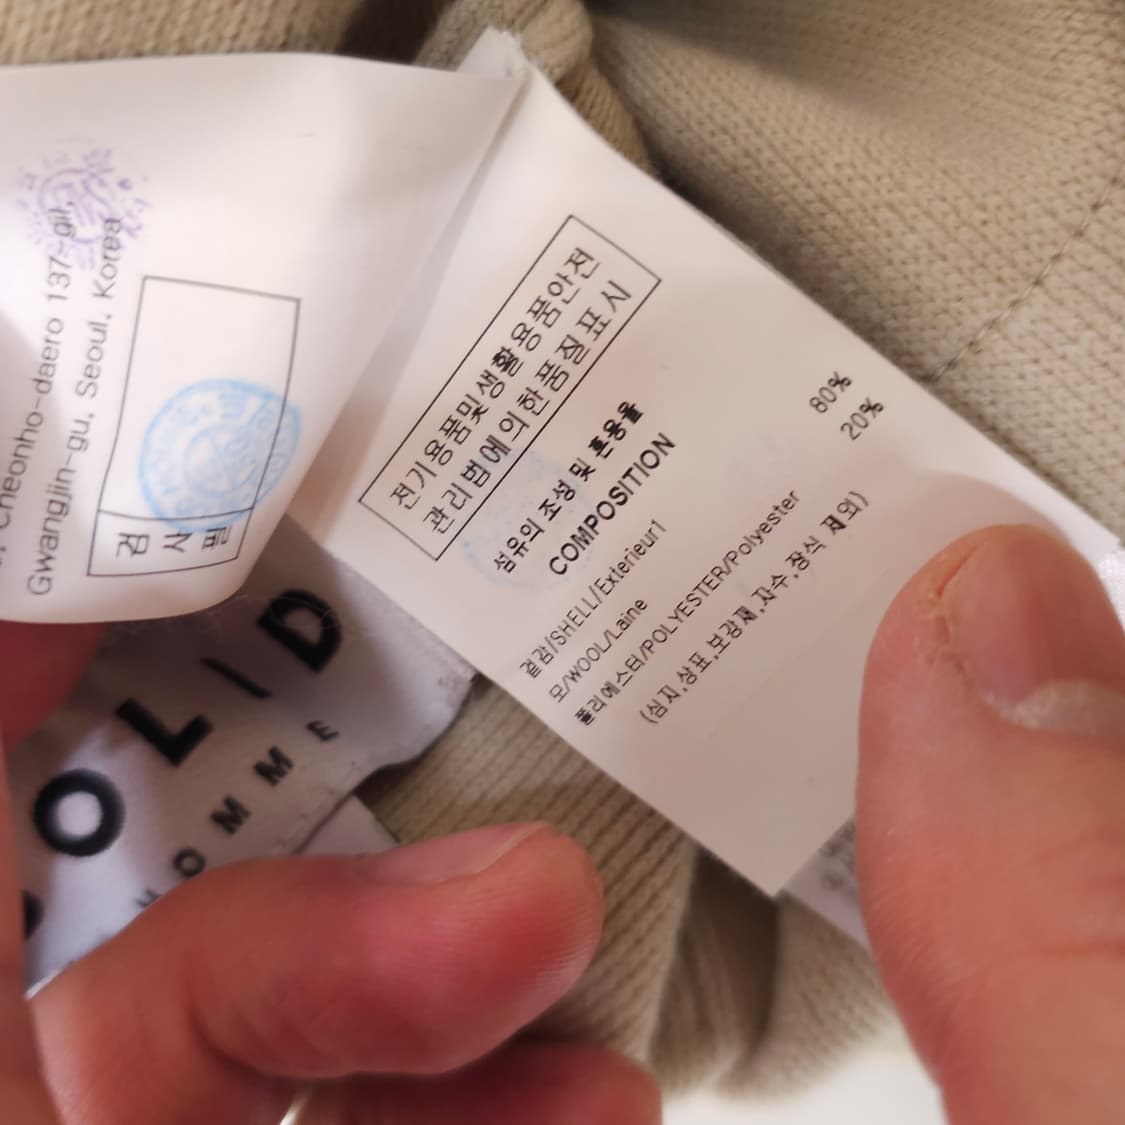 Cheonho-daero 137-gil,
Gwangjin-gu, Seoul, Korea
검사필
전기용품및생활용품안전
관리법에의한품질표시
섬유의 조성 및 혼용율
COMPOSITION
겉감/SHELL/Exterieur1
모/WOOL/Laine 80%
폴리에스터/POLYESTER/Polyester 20%
(심지,상표,보강재,자수,장식 제외)
OLID
HOMME